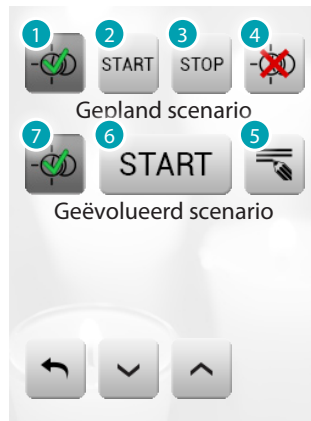 1 2 3 4
START STOP
Gepland scenario
7 6 5
START
Geëvolueerd scenario